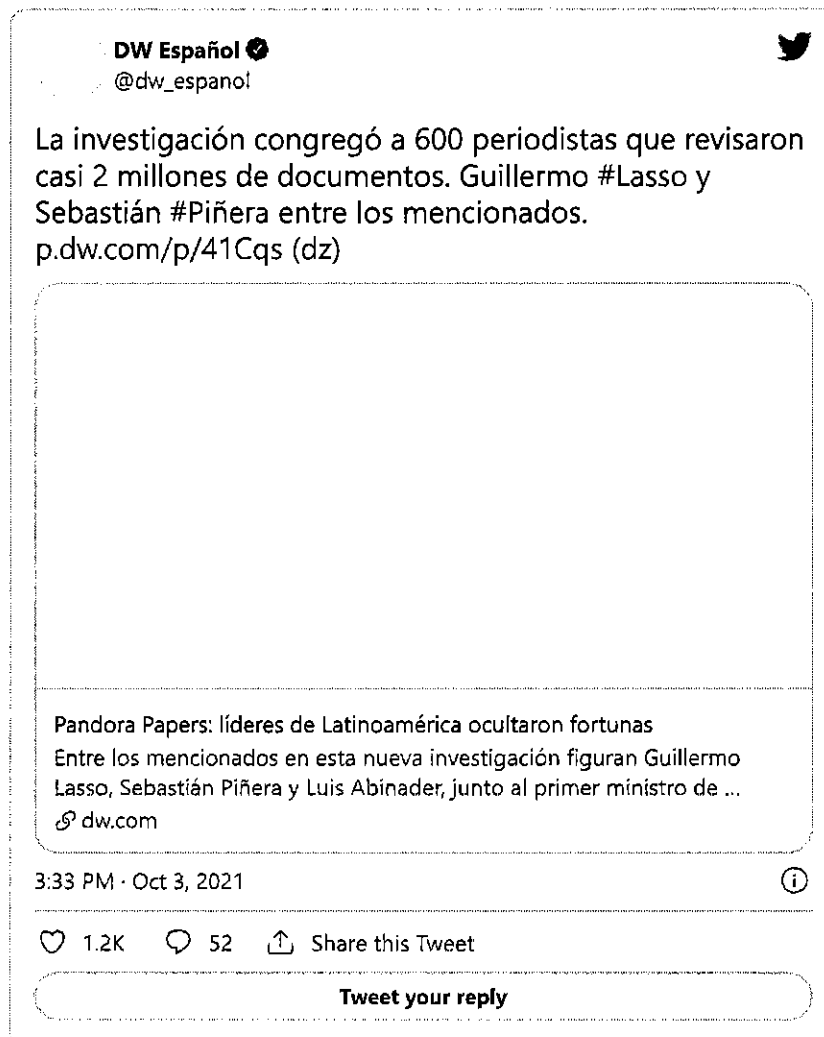 DW Español
@dw_espanol
La investigación congregó a 600 periodistas que revisaron
casi 2 millones de documentos. Guillermo #Lasso y
Sebastián #Piñera entre los mencionados.
p.dw.com/p/41Cqs (dz)
Pandora Papers: líderes de Latinoamérica ocultaron fortunas
Entre los mencionados en esta nueva investigación figuran Guillermo
Lasso, Sebastián Piñera y Luis Abinader, junto al primer ministro de ...
dw.com
3:33 PM · Oct 3, 2021
1.2K 52 Share this Tweet
Tweet your reply